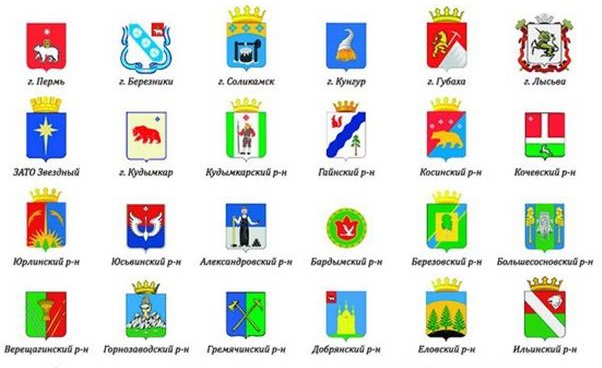 г. Пермь
г. Березники
г. Соликамск
г. Кунгур
г. Губаха
г. Лысьва
ЗАТО Звездный
г. Кудымкар
Кудымкарский р-н
Гайнский р-н
Косинский р-н
Кочевский р-н
Юрлинский р-н
Юсьвинский р-н
Александровский р-н
Бардымский р-н
Березовский р-н
Большесосновский р-н
Верещагинский р-н
Горнозаводский р-н
Гремячинский р-н
Добрянский р-н
Еловский р-н
Ильинский р-н